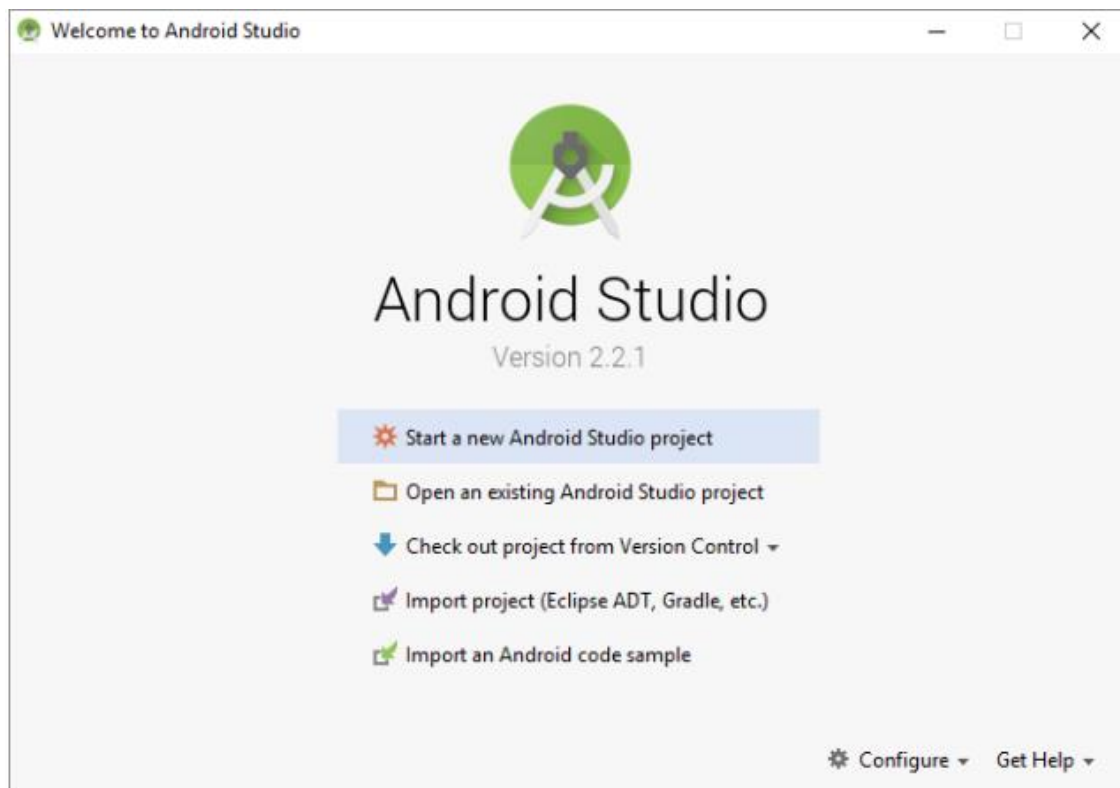 Welcome to Android Studio
Android Studio
Version 2.2.1
Start a new Android Studio project
Open an existing Android Studio project
Check out project from Version Control
Import project (Eclipse ADT, Gradle, etc.)
Import an Android code sample
Configure Get Help